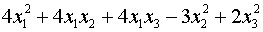 4x₁² + 4x₁x₂ + 4x₁x₃ − 3x₂² + 2x₃²